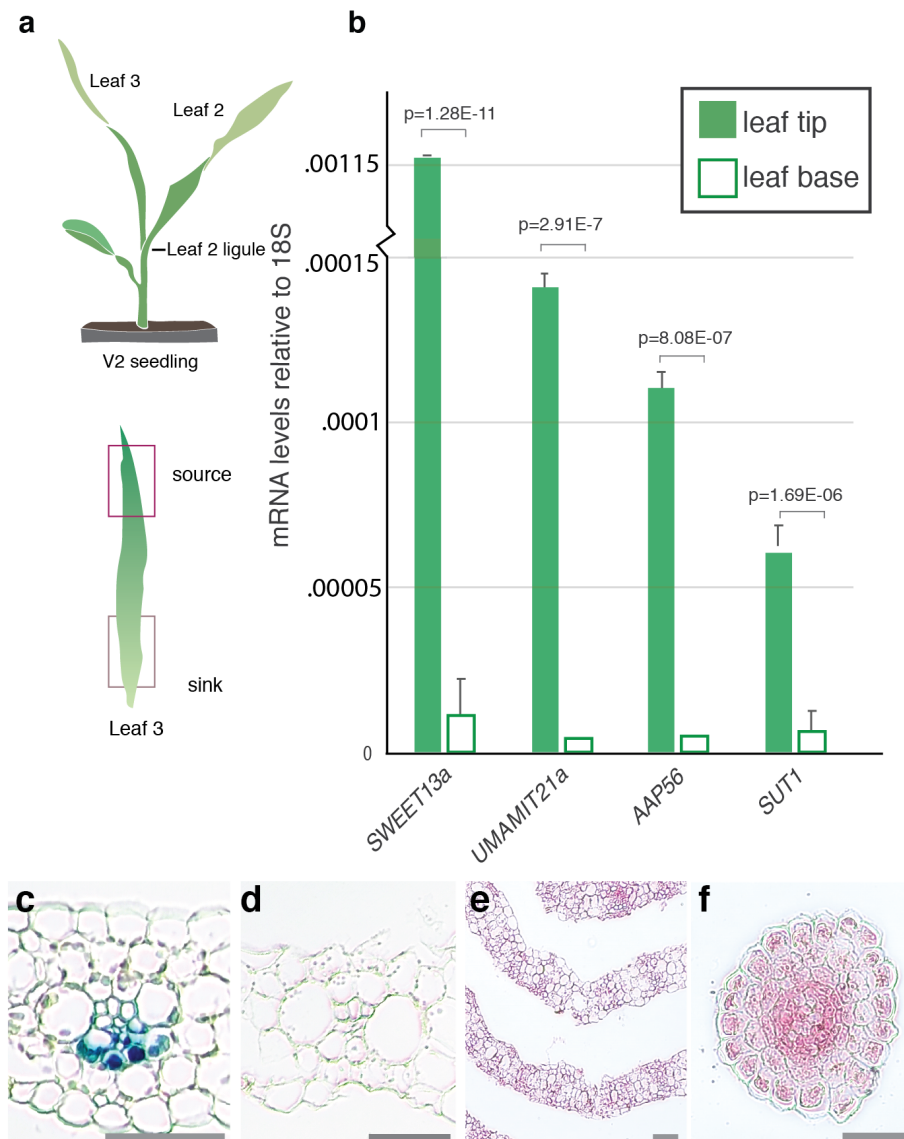 a
Leaf 3
Leaf 2
Leaf 2 ligule
V2 seedling
source
sink
Leaf 3
b
mRNA levels relative to 18S
.00115
.00015
.0001
.00005
0
p=1.28E-11
p=2.91E-7
p=8.08E-07
p=1.69E-06
leaf tip
leaf base
SWEET13a
UMAMIT21a
AAP56
SUT1
c
d
e
f